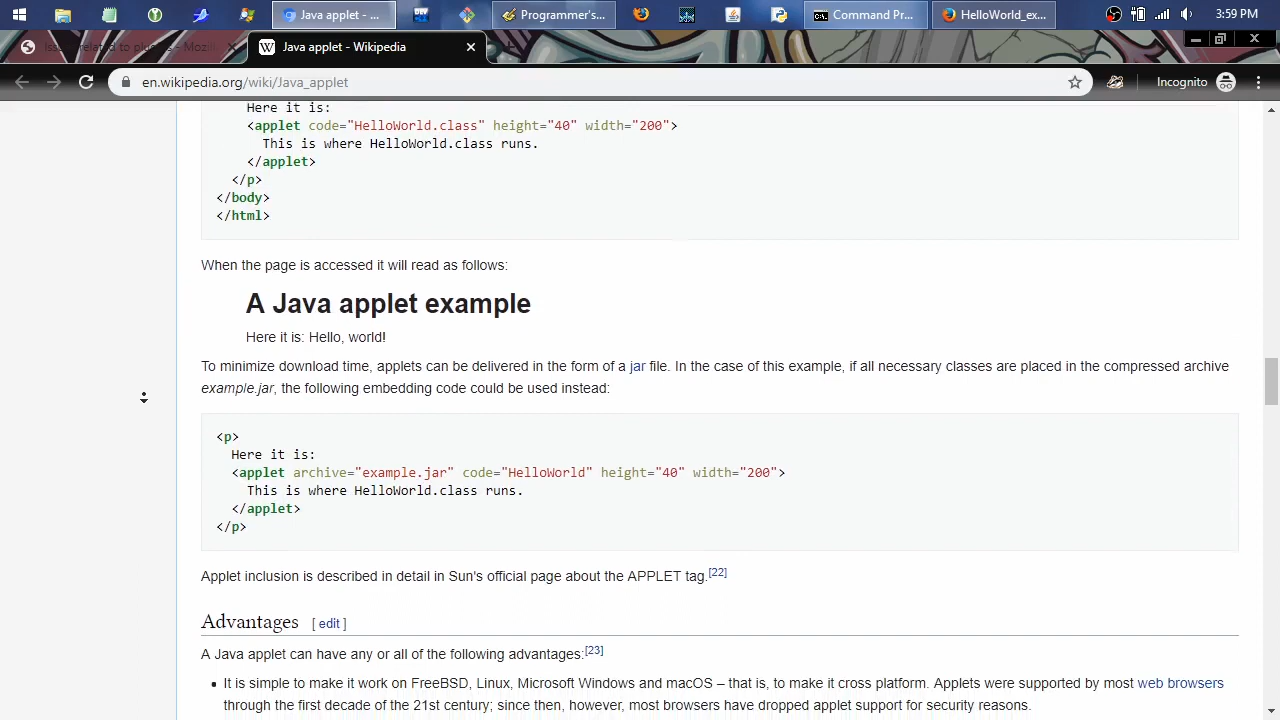 Java applet - ...
DEV
Programmer's...
Command Pr...
HelloWorld_ex...
3:59 PM
Issues related to plugins - Mozil
W Java applet - Wikipedia
en.wikipedia.org/wiki/Java_applet
Incognito
Here it is:
<applet code="HelloWorld.class" height="40" width="200">
This is where HelloWorld.class runs.
</applet>
</p>
</body>
</html>
When the page is accessed it will read as follows:
A Java applet example
Here it is: Hello, world!
To minimize download time, applets can be delivered in the form of a jar file. In the case of this example, if all necessary classes are placed in the compressed archive
example.jar, the following embedding code could be used instead:
<p>
Here it is:
<applet archive="example.jar" code="HelloWorld" height="40" width="200">
This is where HelloWorld.class runs.
</applet>
</p>
Applet inclusion is described in detail in Sun's official page about the APPLET tag.[22]
Advantages [ edit ]
A Java applet can have any or all of the following advantages:[23]
• It is simple to make it work on FreeBSD, Linux, Microsoft Windows and macOS – that is, to make it cross platform. Applets were supported by most web browsers
through the first decade of the 21st century; since then, however, most browsers have dropped applet support for security reasons.